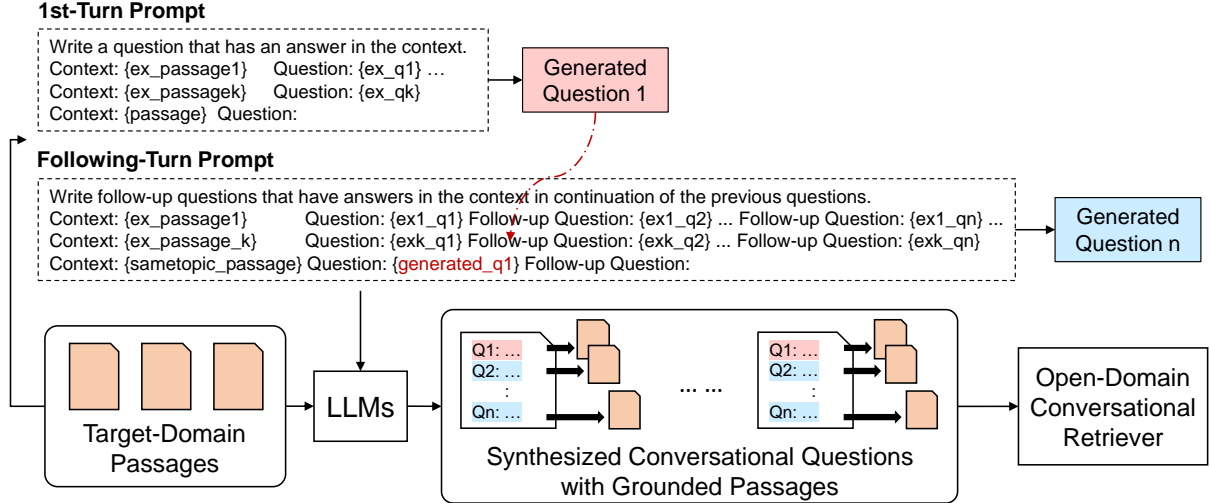 1st-Turn Prompt
Write a question that has an answer in the context.
Context: {ex_passage1} Question: {ex_q1} ...
Context: {ex_passagek} Question: {ex_qk}
Context: {passage} Question:
Generated
Question 1
Following-Turn Prompt
Write follow-up questions that have answers in the context in continuation of the previous questions.
Context: {ex_passage1} Question: {ex1_q1} Follow-up Question: {ex1_q2} ... Follow-up Question: {ex1_qn} ...
Context: {ex_passage_k} Question: {exk_q1} Follow-up Question: {exk_q2} ... Follow-up Question: {exk_qn}
Context: {sametopic_passage} Question: {generated_q1} Follow-up Question:
Generated
Question n
Target-Domain
Passages
LLMs
Q1: ...
Q2: ...
:
Qn: ...
... ...
Q1: ...
Q2: ...
:
Qn: ...
Synthesized Conversational Questions
with Grounded Passages
Open-Domain
Conversational
Retriever